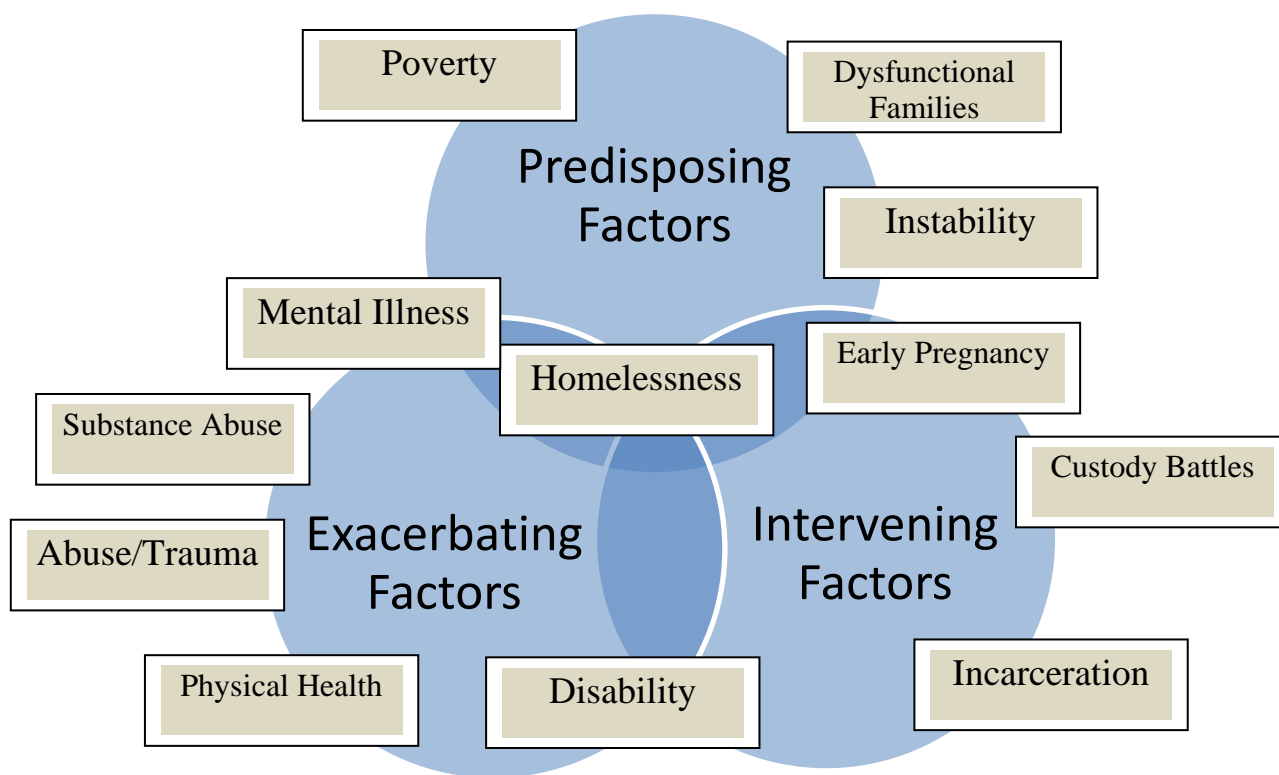 Poverty
Dysfunctional
Families
Predisposing
Factors
Instability
Mental Illness
Early Pregnancy
Homelessness
Substance Abuse
Custody Battles
Exacerbating
Factors
Intervening
Factors
Abuse/Trauma
Physical Health
Disability
Incarceration